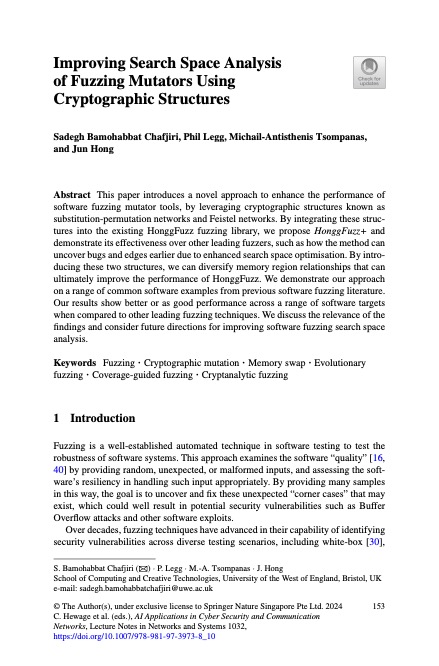 Improving Search Space Analysis
of Fuzzing Mutators Using
Cryptographic Structures
Check for
updates
Sadegh Bamohabbat Chafjiri, Phil Legg, Michail-Antisthenis Tsompanas,
and Jun Hong
Abstract This paper introduces a novel approach to enhance the performance of
software fuzzing mutator tools, by leveraging cryptographic structures known as
substitution-permutation networks and Feistel networks. By integrating these struc-
tures into the existing HonggFuzz fuzzing library, we propose HonggFuzz+ and
demonstrate its effectiveness over other leading fuzzers, such as how the method can
uncover bugs and edges earlier due to enhanced search space optimisation. By intro-
ducing these two structures, we can diversify memory region relationships that can
ultimately improve the performance of HonggFuzz. We demonstrate our approach
on a range of common software examples from previous software fuzzing literature.
Our results show better or as good performance across a range of software targets
when compared to other leading fuzzing techniques. We discuss the relevance of the
findings and consider future directions for improving software fuzzing search space
analysis.
Keywords Fuzzing · Cryptographic mutation · Memory swap · Evolutionary
fuzzing · Coverage-guided fuzzing · Cryptanalytic fuzzing
1 Introduction
Fuzzing is a well-established automated technique in software testing to test the
robustness of software systems. This approach examines the software “quality” [16,
40] by providing random, unexpected, or malformed inputs, and assessing the soft-
ware's resiliency in handling such input appropriately. By providing many samples
in this way, the goal is to uncover and fix these unexpected “corner cases” that may
exist, which could well result in potential security vulnerabilities such as Buffer
Overflow attacks and other software exploits.
Over decades, fuzzing techniques have advanced in their capability of identifying
security vulnerabilities across diverse testing scenarios, including white-box [30],
S. Bamohabbat Chafjiri (✉) · P. Legg · M.-A. Tsompanas · J. Hong
School of Computing and Creative Technologies, University of the West of England, Bristol, UK
e-mail: sadegh.bamohabbatchafjiri@uwe.ac.uk
© The Author(s), under exclusive license to Springer Nature Singapore Pte Ltd. 2024 153
C. Hewage et al. (eds.), AI Applications in Cyber Security and Communication
Networks, Lecture Notes in Networks and Systems 1032,
https://doi.org/10.1007/978-981-97-3973-8_10